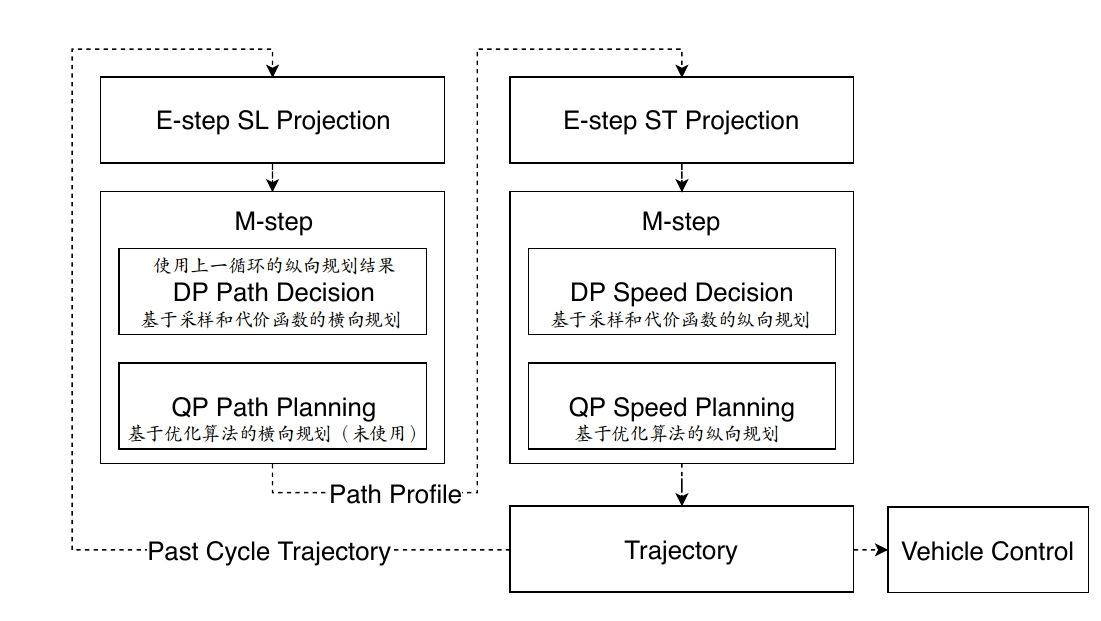 E-step SL Projection
M-step
使用上一循环的纵向规划结果
DP Path Decision
基于采样和代价函数的横向规划
QP Path Planning
基于优化算法的横向规划（未使用）
Path Profile
E-step ST Projection
M-step
DP Speed Decision
基于采样和代价函数的纵向规划
QP Speed Planning
基于优化算法的纵向规划
Past Cycle Trajectory
Trajectory
Vehicle Control